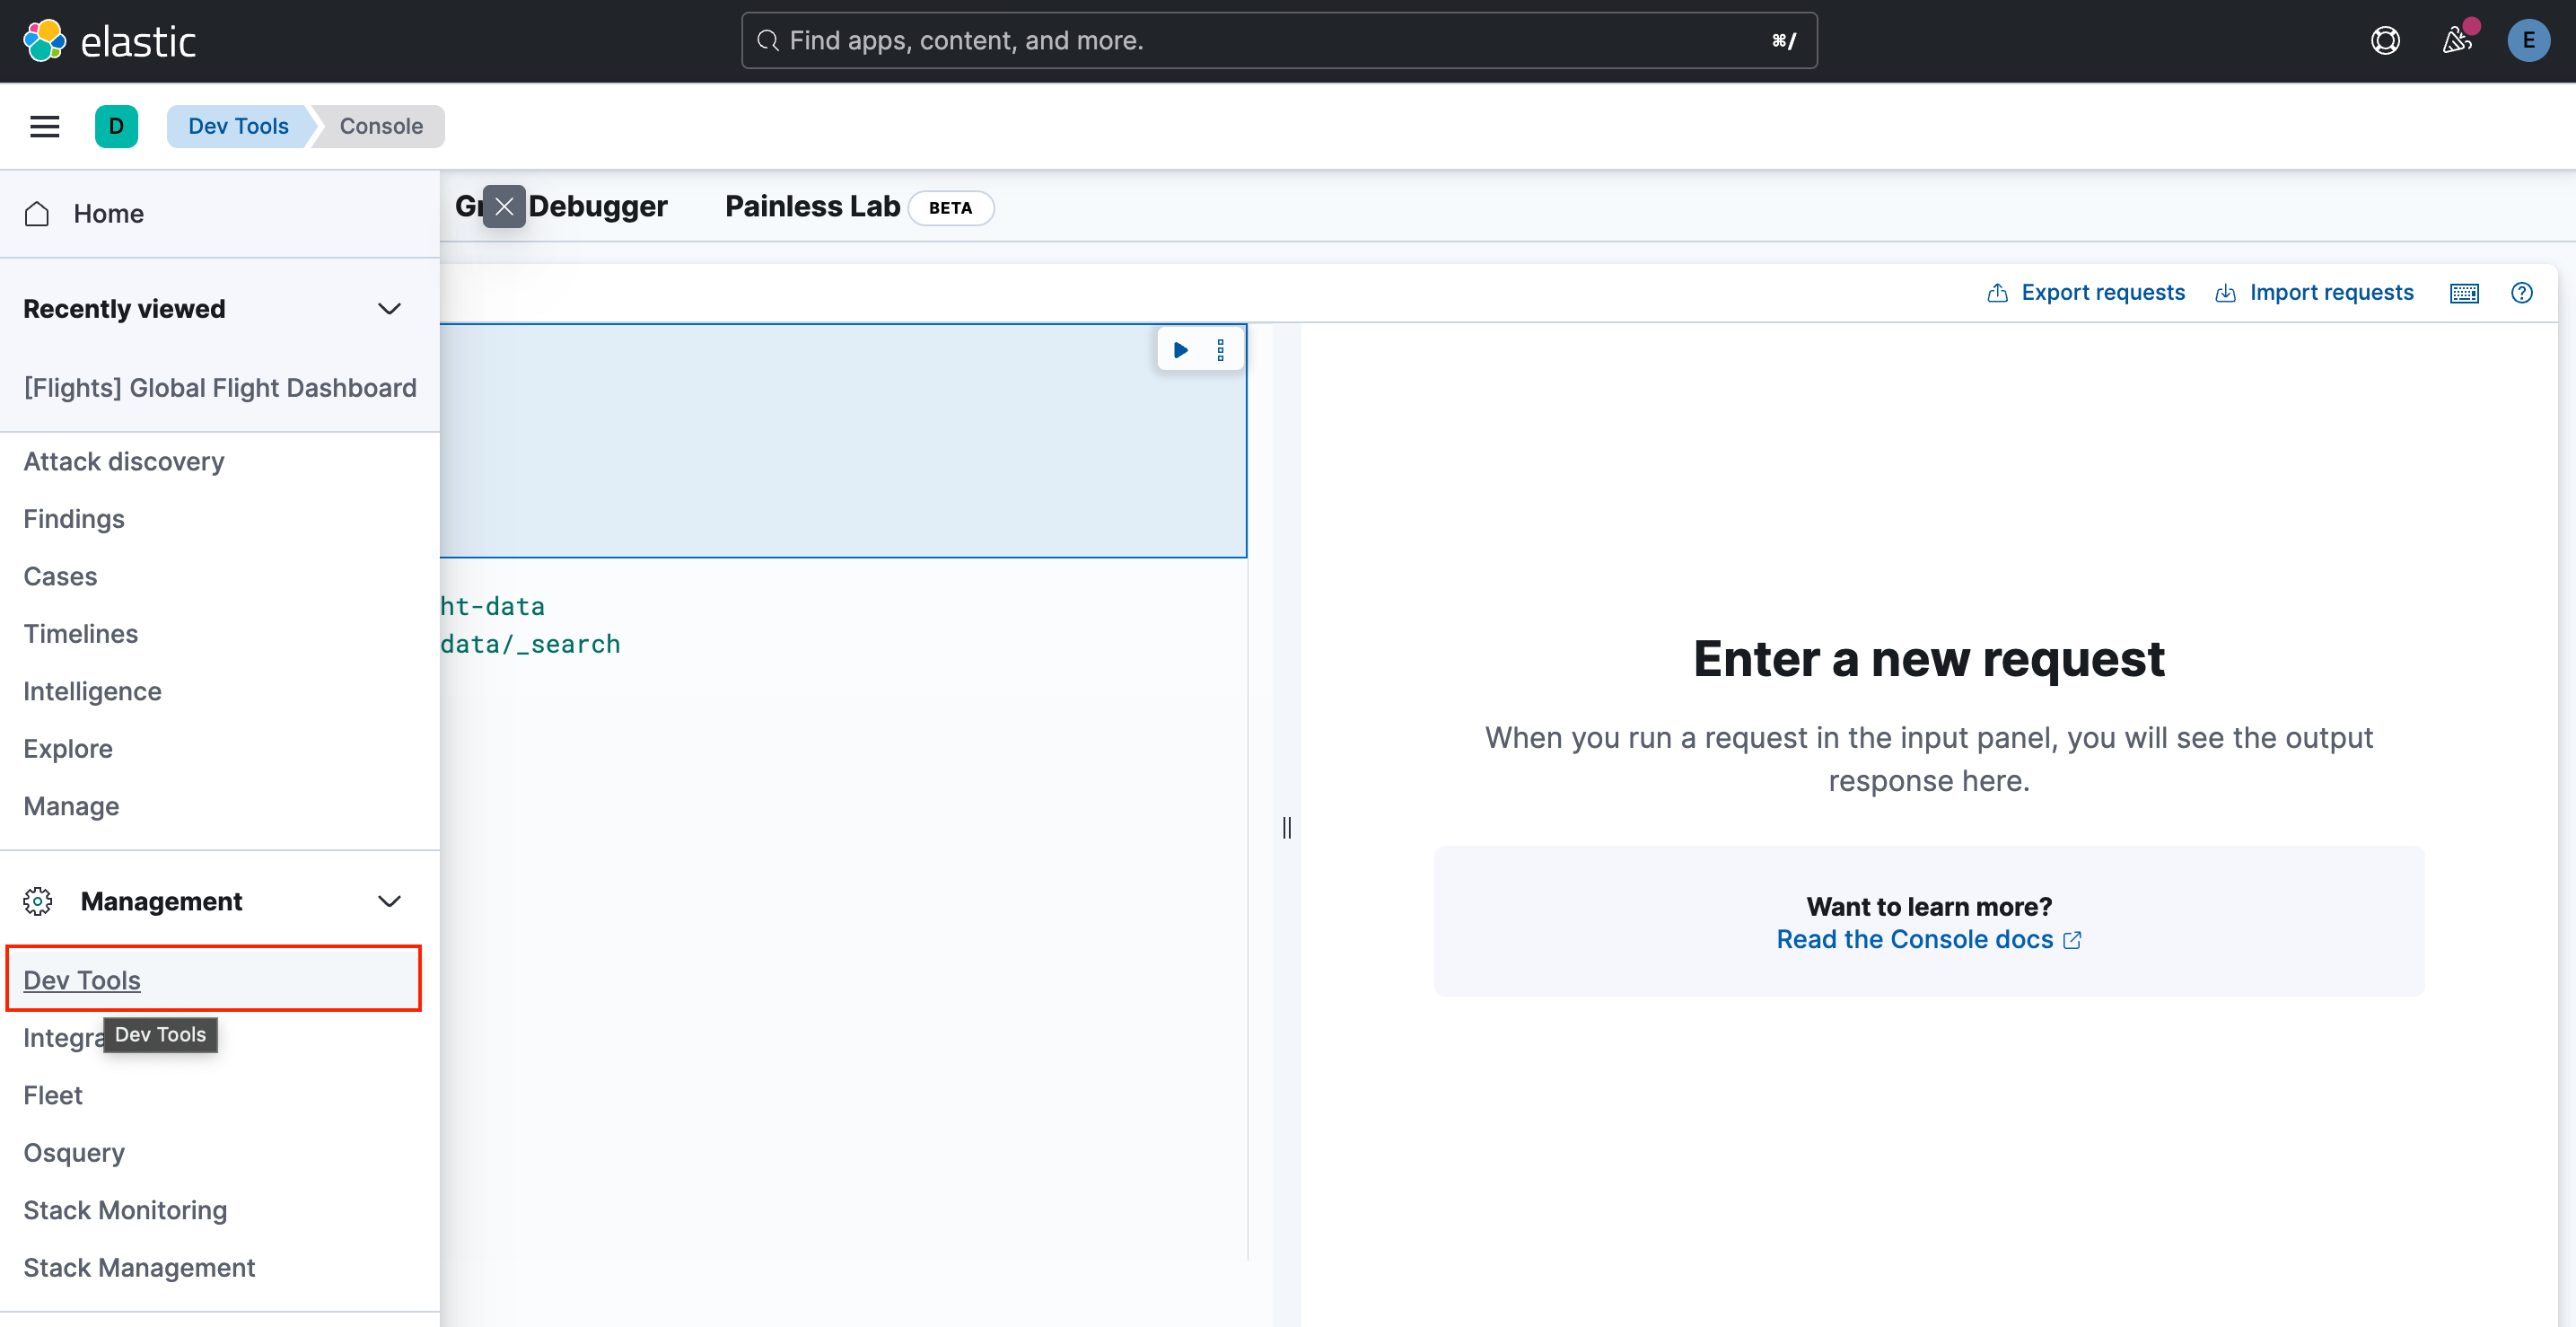 elastic
Find apps, content, and more.
⌘/
E
D
Dev Tools
Console
Home
Debugger
Painless Lab
BETA
Recently viewed
[Flights] Global Flight Dashboard
Export requests
Import requests
Attack discovery
Findings
Cases
Timelines
Intelligence
Explore
Manage
ht-data
data/_search
Enter a new request
When you run a request in the input panel, you will see the output
response here.
Want to learn more?
Read the Console docs
Management
Dev Tools
Dev Tools
Fleet
Osquery
Stack Monitoring
Stack Management